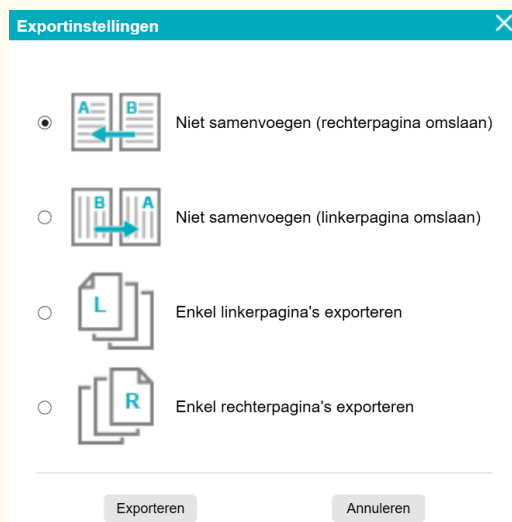 Exportinstellingen
A B
Niet samenvoegen (rechterpagina omslaan)
B A
Niet samenvoegen (linkerpagina omslaan)
L
Enkel linkerpagina's exporteren
R
Enkel rechterpagina's exporteren
Exporteren Annuleren